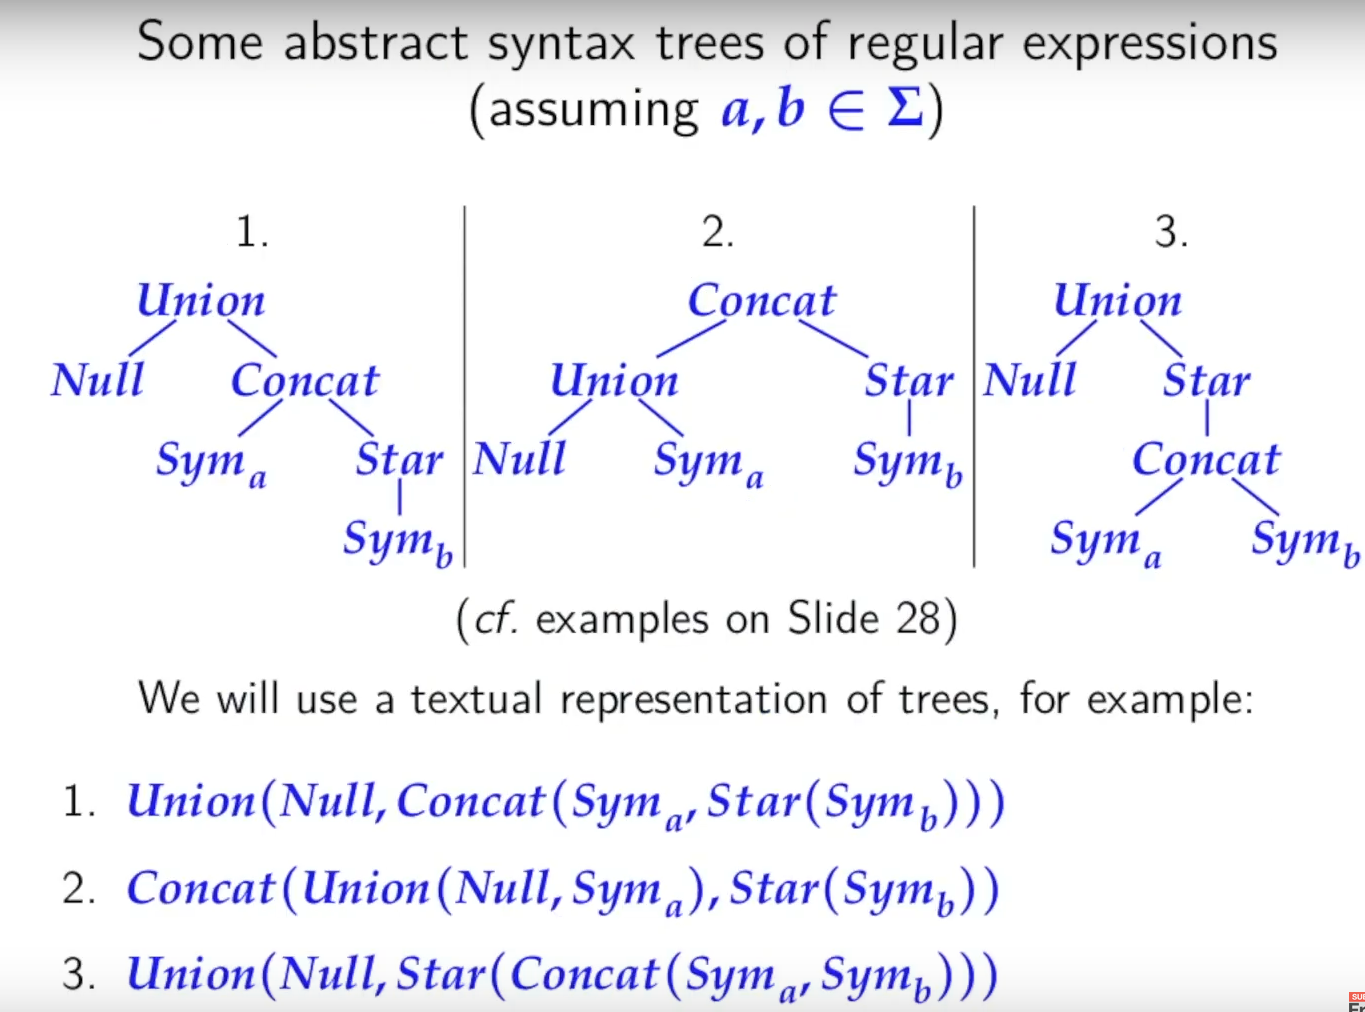 Some abstract syntax trees of regular expressions
(assuming a, b ∈ Σ)
1. 2. 3.
Union Concat Union
Null Concat Union Star Null Star
Sym_a Star Null Sym_a Sym_b Concat
Sym_b Sym_a Sym_b
(cf. examples on Slide 28)
We will use a textual representation of trees, for example:
1. Union(Null, Concat(Sym_a, Star(Sym_b)))
2. Concat(Union(Null, Sym_a), Star(Sym_b))
3. Union(Null, Star(Concat(Sym_a, Sym_b)))